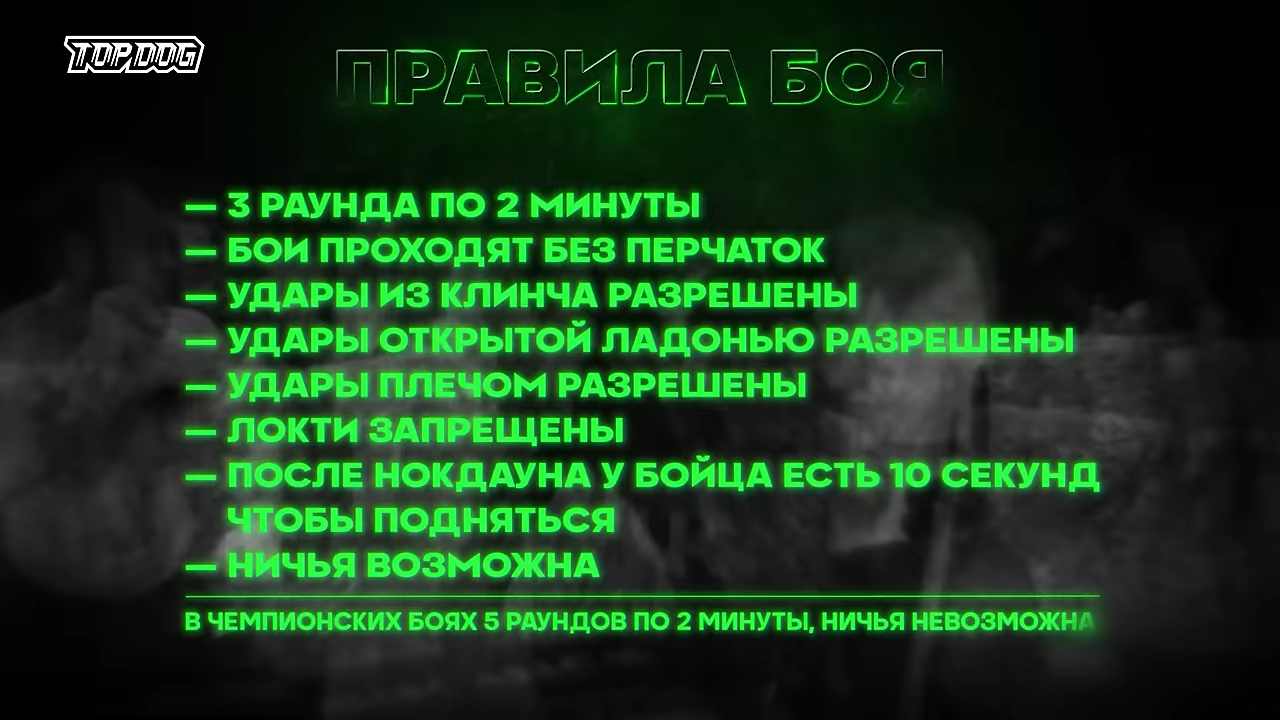 TOP DOG
ПРАВИЛА БОЯ
— 3 РАУНДА ПО 2 МИНУТЫ
— БОИ ПРОХОДЯТ БЕЗ ПЕРЧАТОК
— УДАРЫ ИЗ КЛИНЧА РАЗРЕШЕНЫ
— УДАРЫ ОТКРЫТОЙ ЛАДОНЬЮ РАЗРЕШЕНЫ
— УДАРЫ ПЛЕЧОМ РАЗРЕШЕНЫ
— ЛОКТИ ЗАПРЕЩЕНЫ
— ПОСЛЕ НОКДАУНА У БОЙЦА ЕСТЬ 10 СЕКУНД
ЧТОБЫ ПОДНЯТЬСЯ
— НИЧЬЯ ВОЗМОЖНА
В ЧЕМПИОНСКИХ БОЯХ 5 РАУНДОВ ПО 2 МИНУТЫ, НИЧЬЯ НЕВОЗМОЖНА